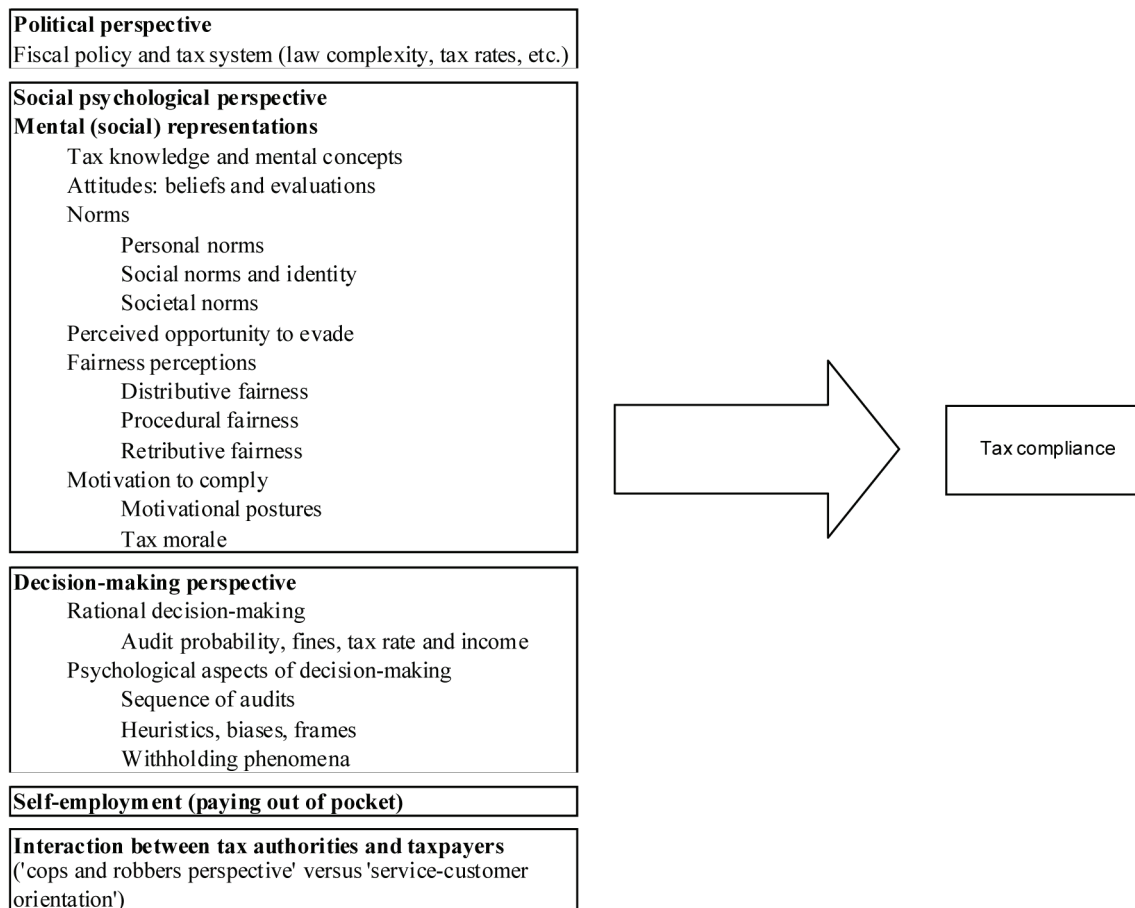 Political perspective
Fiscal policy and tax system (law complexity, tax rates, etc.)
Social psychological perspective
Mental (social) representations
Tax knowledge and mental concepts
Attitudes: beliefs and evaluations
Norms
Personal norms
Social norms and identity
Societal norms
Perceived opportunity to evade
Fairness perceptions
Distributive fairness
Procedural fairness
Retributive fairness
Motivation to comply
Motivational postures
Tax morale
Decision-making perspective
Rational decision-making
Audit probability, fines, tax rate and income
Psychological aspects of decision-making
Sequence of audits
Heuristics, biases, frames
Withholding phenomena
Self-employment (paying out of pocket)
Interaction between tax authorities and taxpayers
('cops and robbers perspective' versus 'service-customer
orientation')
Tax compliance